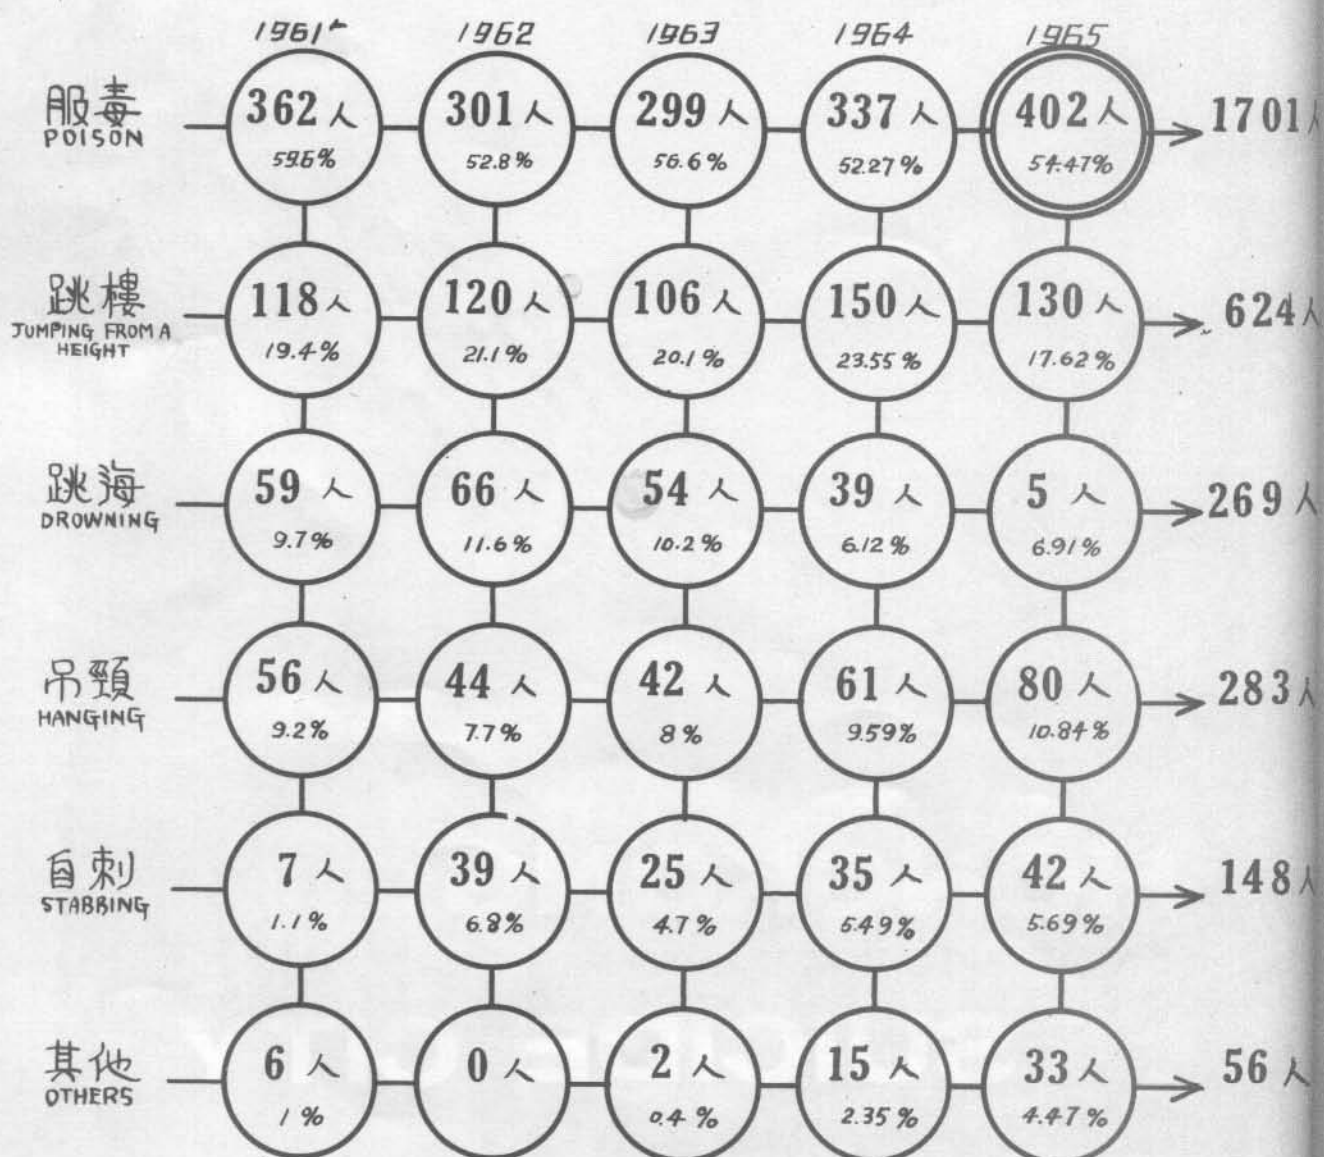 1961 1962 1963 1964 1965
服毒
POISON
362人 301人 299人 337人 402人 1701人
59.6% 52.8% 56.6% 52.27% 54.47%
跳樓
JUMPING FROM A
HEIGHT
118人 120人 106人 150人 130人 624人
19.4% 21.1% 20.1% 23.55% 17.62%
跳海
DROWNING
59人 66人 54人 39人 5人 269人
9.7% 11.6% 10.2% 6.12% 6.91%
吊頸
HANGING
56人 44人 42人 61人 80人 283人
9.2% 7.7% 8% 9.59% 10.84%
自刺
STABBING
7人 39人 25人 35人 42人 148人
1.1% 6.8% 4.7% 5.49% 5.69%
其他
OTHERS
6人 0人 2人 15人 33人 56人
1% 0.4% 2.35% 4.47%